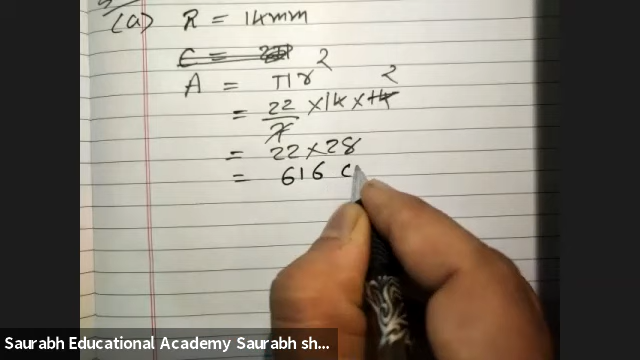 (a) R = 14mm
A = πr²
= 22/7 × 14 × 14
= 22 × 28
= 616 c
Saurabh Educational Academy Saurabh sh...